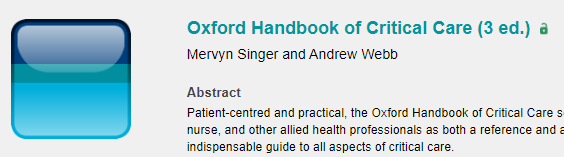 Oxford Handbook of Critical Care (3 ed.)
Mervyn Singer and Andrew Webb
Abstract
Patient-centred and practical, the Oxford Handbook of Critical Care s
nurse, and other allied health professionals as both a reference and a
indispensable guide to all aspects of critical care.